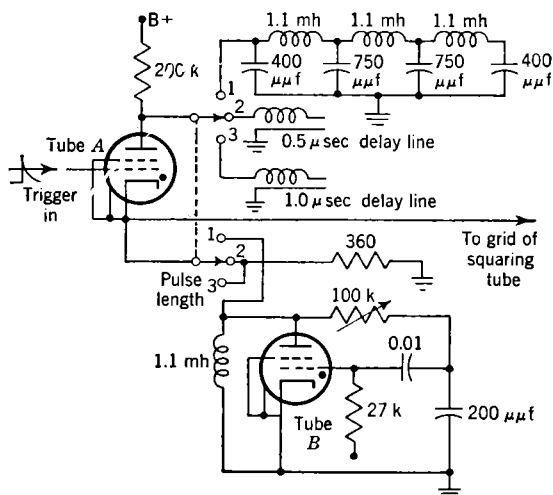 B+
1.1 mh 1.1 mh 1.1 mh
200 k
400 μμf 750 μμf 750 μμf 400 μμf
1
2
3
0.5 μsec delay line
Tube A
Trigger in
1.0 μsec delay line
To grid of squaring tube
1
2
3
Pulse length
360
100 k
1.1 mh
0.01
Tube B
27 k
200 μμf